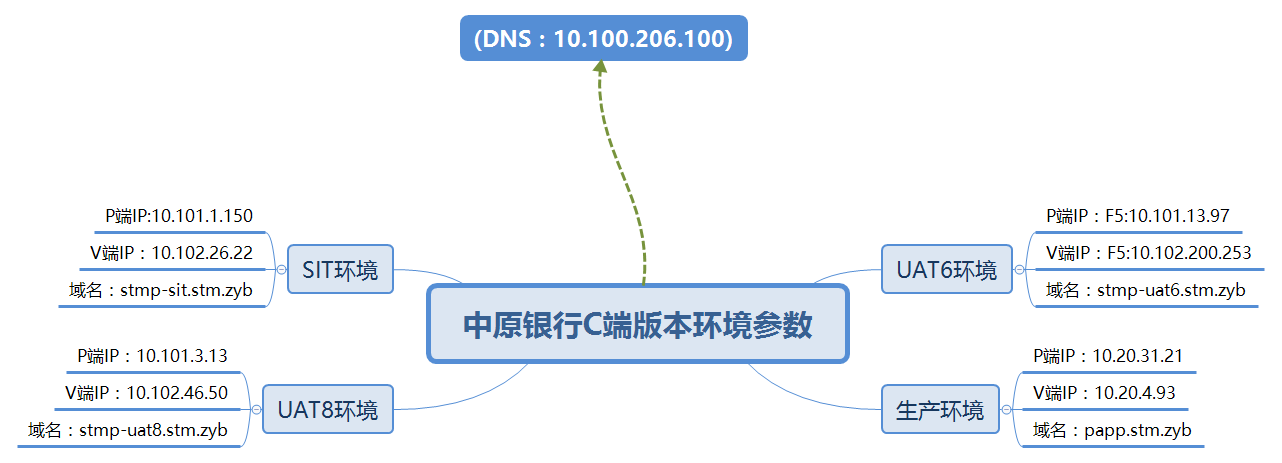 (DNS：10.100.206.100)
中原银行C端版本环境参数
SIT环境
P端IP:10.101.1.150
V端IP：10.102.26.22
域名：stmp-sit.stm.zyb
UAT8环境
P端IP：10.101.3.13
V端IP：10.102.46.50
域名：stmp-uat8.stm.zyb
UAT6环境
P端IP：F5:10.101.13.97
V端IP：F5:10.102.200.253
域名：stmp-uat6.stm.zyb
生产环境
P端IP：10.20.31.21
V端IP：10.20.4.93
域名：papp.stm.zyb